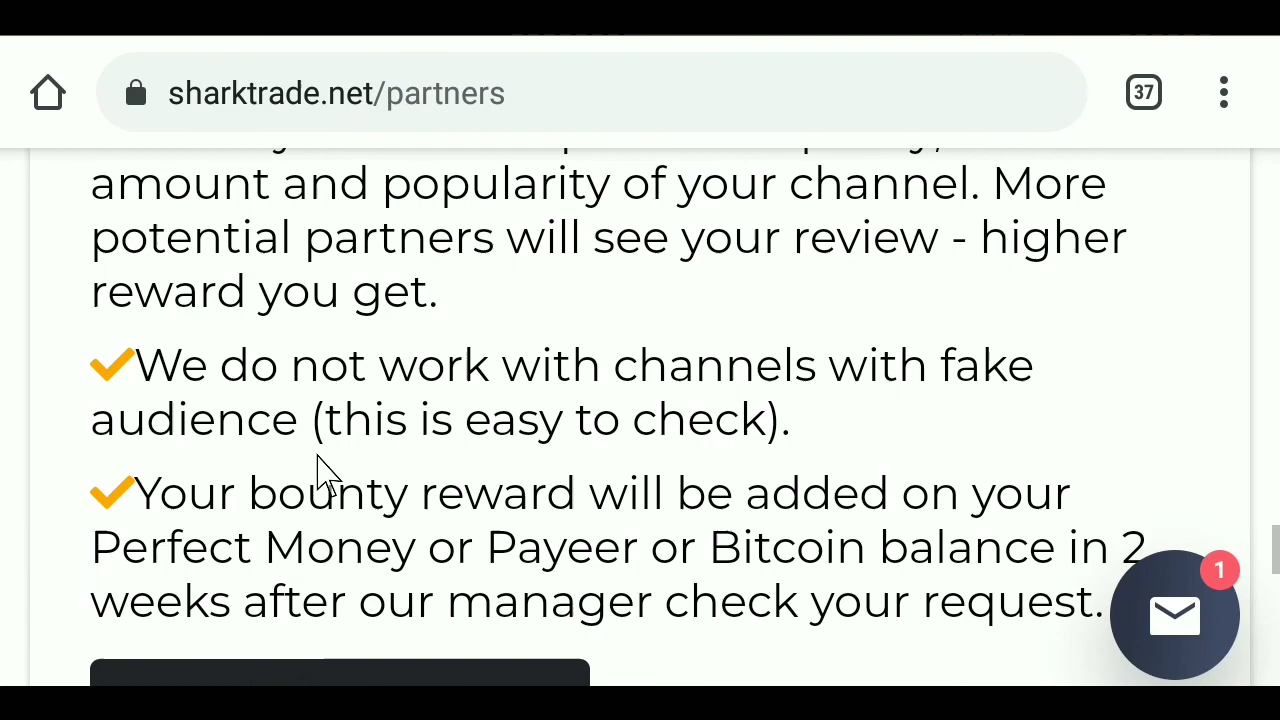 sharktrade.net/partners
37
amount and popularity of your channel. More
potential partners will see your review - higher
reward you get.
We do not work with channels with fake
audience (this is easy to check).
Your bounty reward will be added on your
Perfect Money or Payeer or Bitcoin balance in 2
weeks after our manager check your request.
1